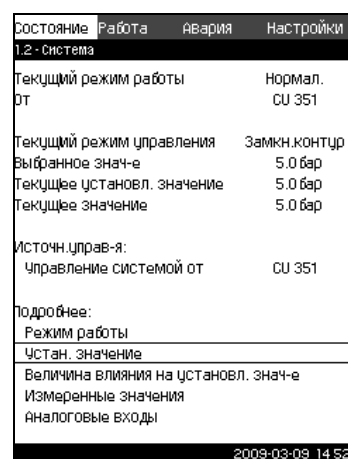 Состояние Работа Авария Настройки
1.2 - Система
Текущий режим работы Нормал.
От CU 351
Текущий режим управления Замкн.контур
Выбранное знач-е 5.0 бар
Текущее установл. значение 5.0 бар
Текущее значение 5.0 бар
Источн.управ-я:
Управление системой от CU 351
Подробнее:
Режим работы
Устан. значение
Величина влияния на установл. знач-е
Измеренные значения
Аналоговые входы
2009-03-09 14:52